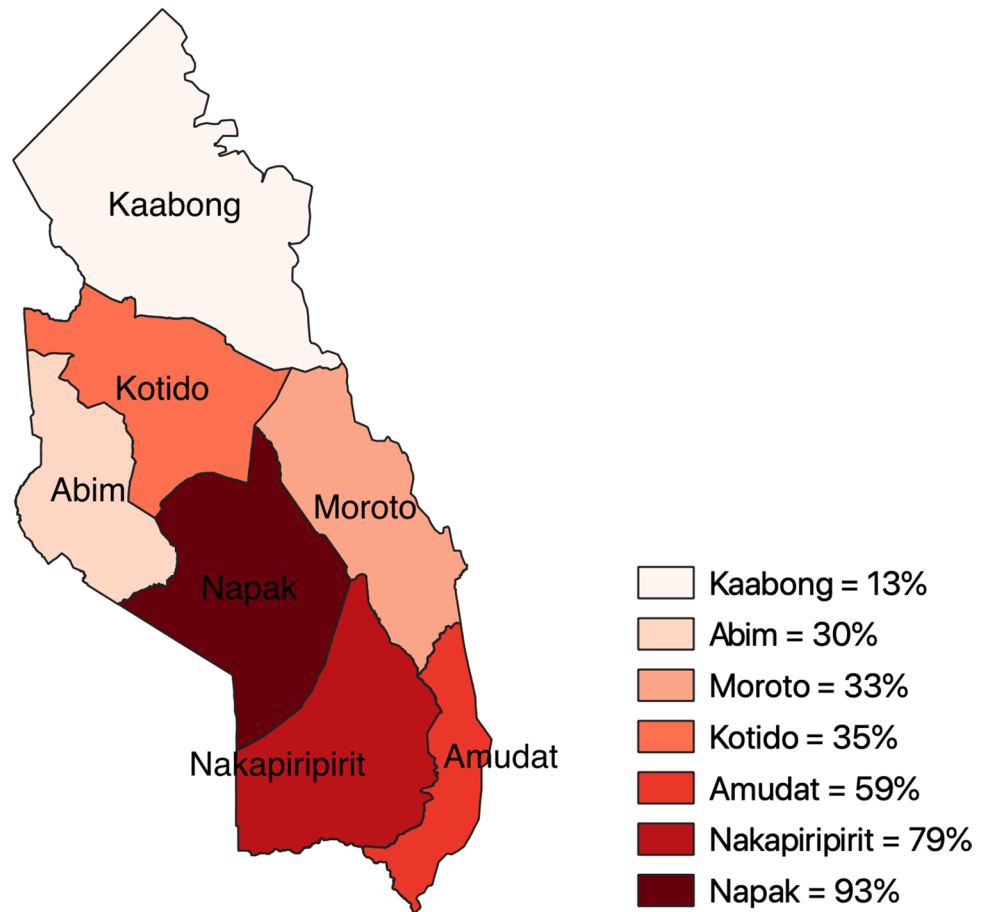 Kaabong
Kotido
Abim
Moroto
Napak
Nakapiripirit
Amudat
Kaabong = 13%
Abim = 30%
Moroto = 33%
Kotido = 35%
Amudat = 59%
Nakapiripirit = 79%
Napak = 93%